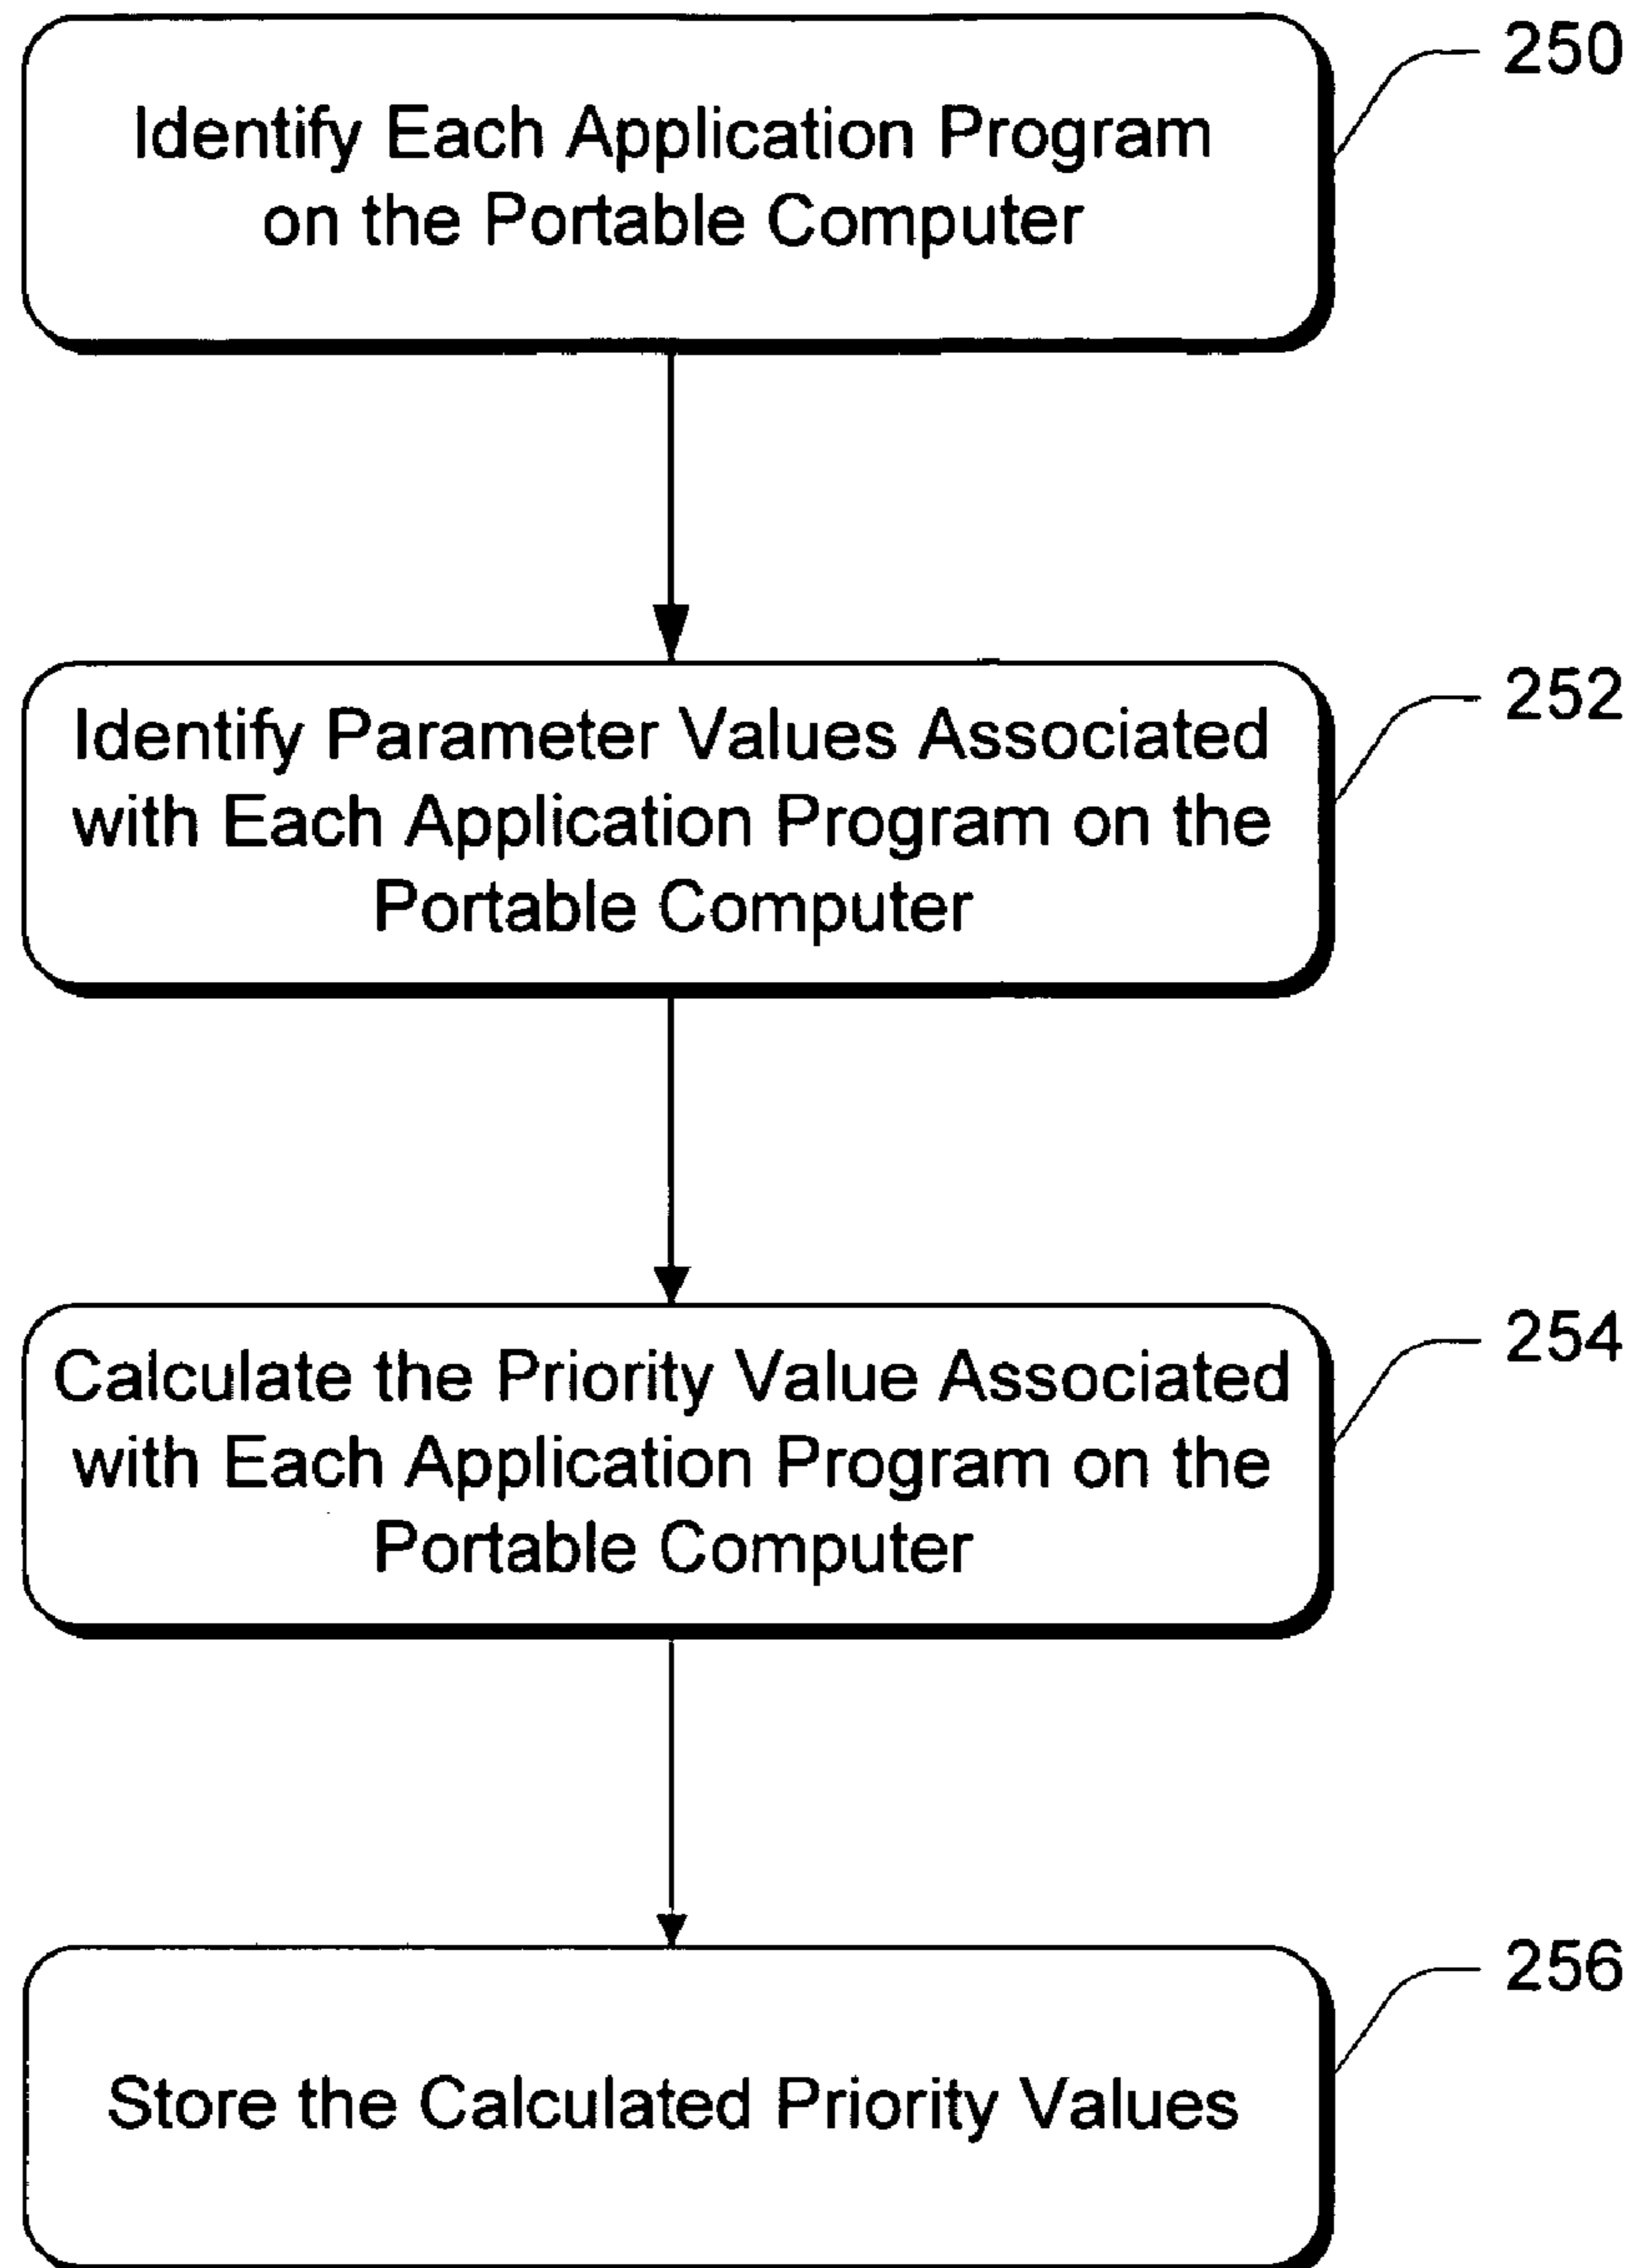 250
Identify Each Application Program
on the Portable Computer
252
Identify Parameter Values Associated
with Each Application Program on the
Portable Computer
254
Calculate the Priority Value Associated
with Each Application Program on the
Portable Computer
256
Store the Calculated Priority Values